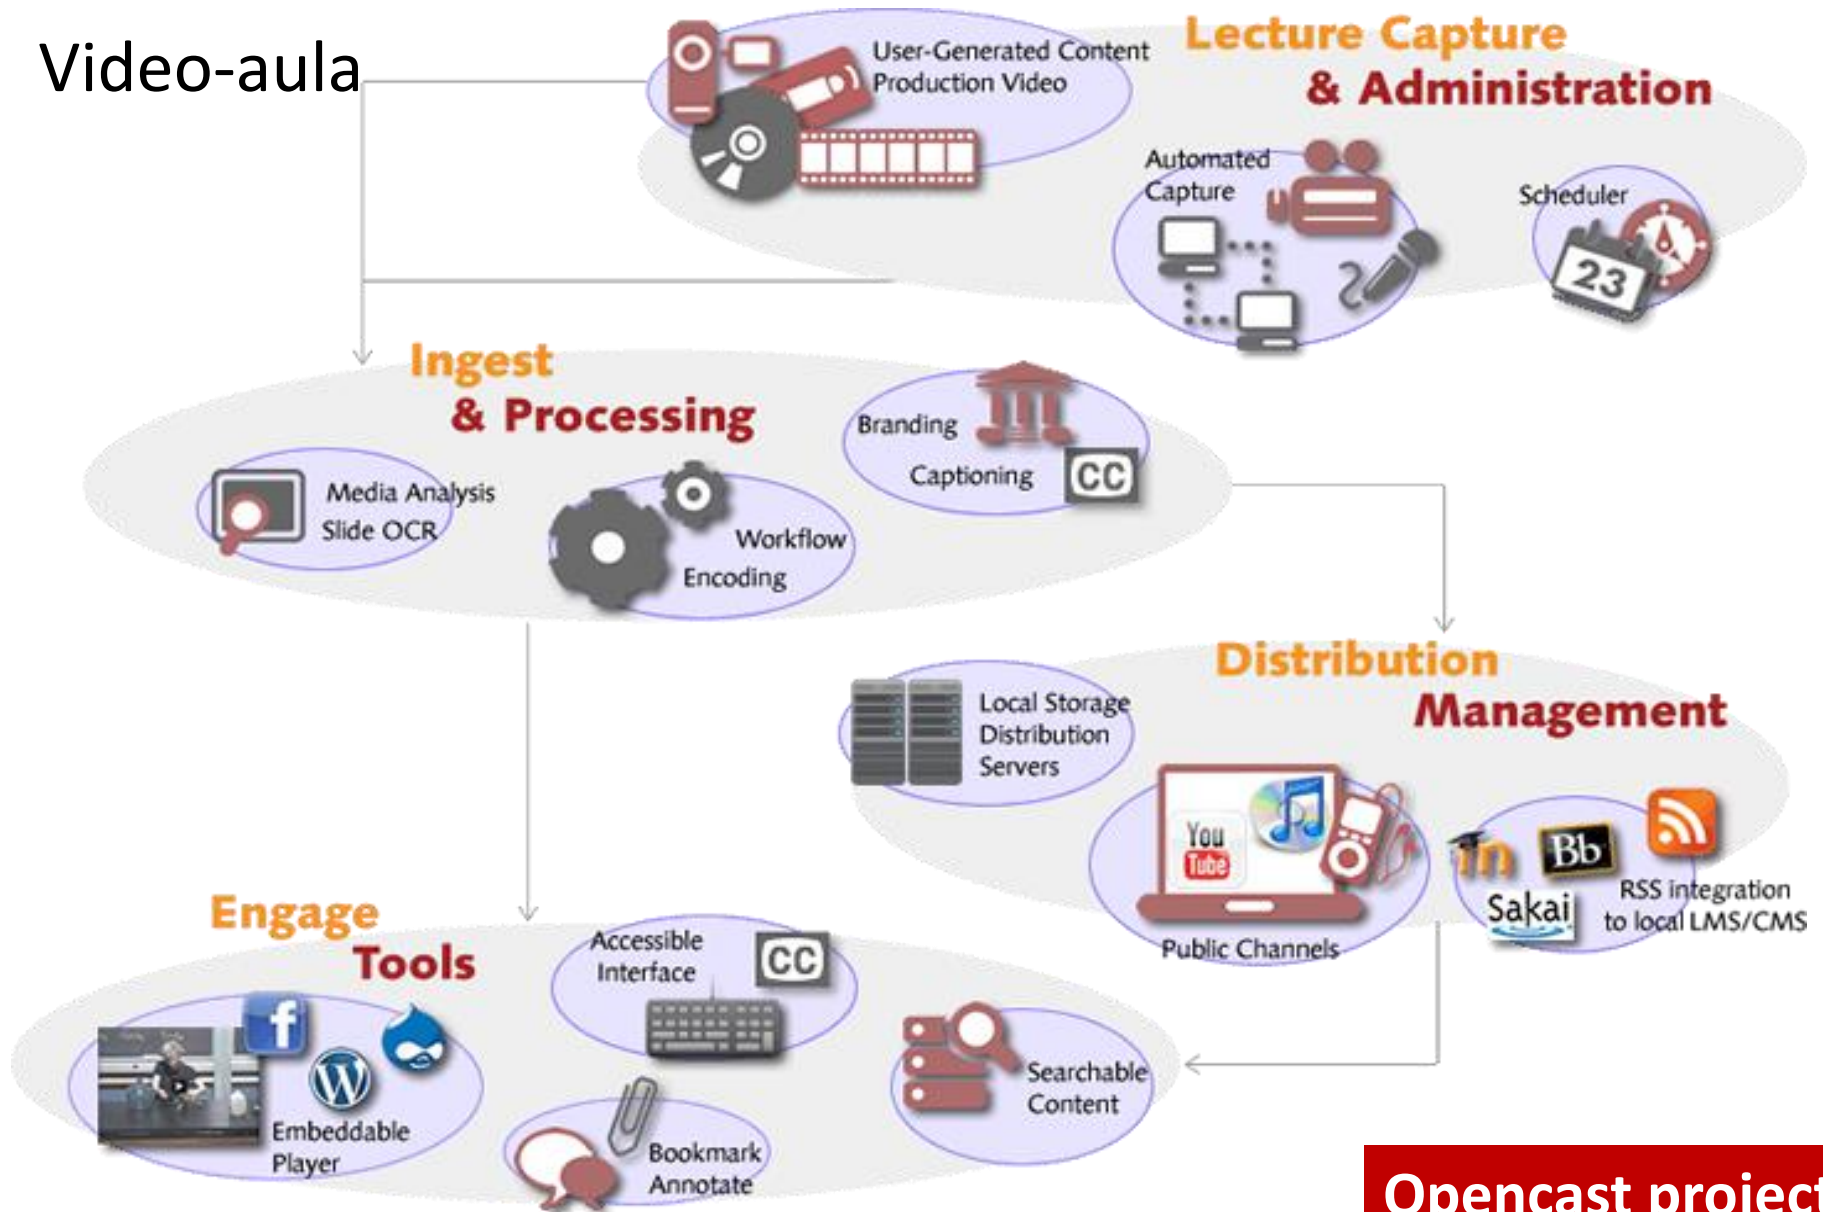 Video-aula
User-Generated Content
Production Video
Lecture Capture
& Administration
Automated
Capture
Scheduler
23
Ingest
& Processing
Branding
Captioning
CC
Media Analysis
Slide OCR
Workflow
Encoding
Distribution
Management
Local Storage
Distribution
Servers
You
Tube
Public Channels
m
Bb
Sakai
RSS integration
to local LMS/CMS
Engage
Tools
Accessible
Interface
CC
f
W
Embeddable
Player
Bookmark
Annotate
Searchable
Content
Opencast project